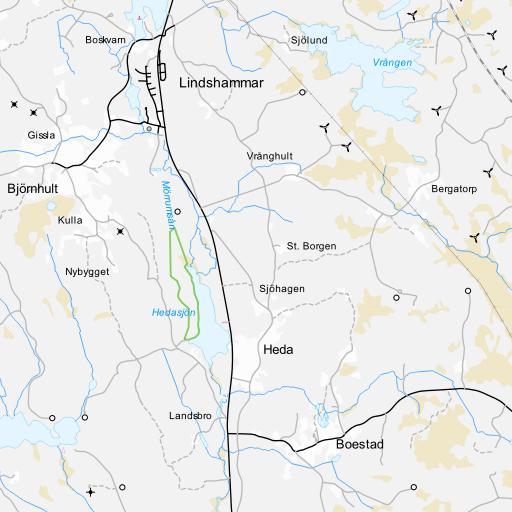 Boskvarn
Sjölund
Vrången
Lindshammar
Gissla
Vrånghult
Björnhult
Bergatorp
Mörrumsån
Kulla
St. Borgen
Nybygget
Sjöhagen
Hedasjön
Heda
Landsbro
Boestad